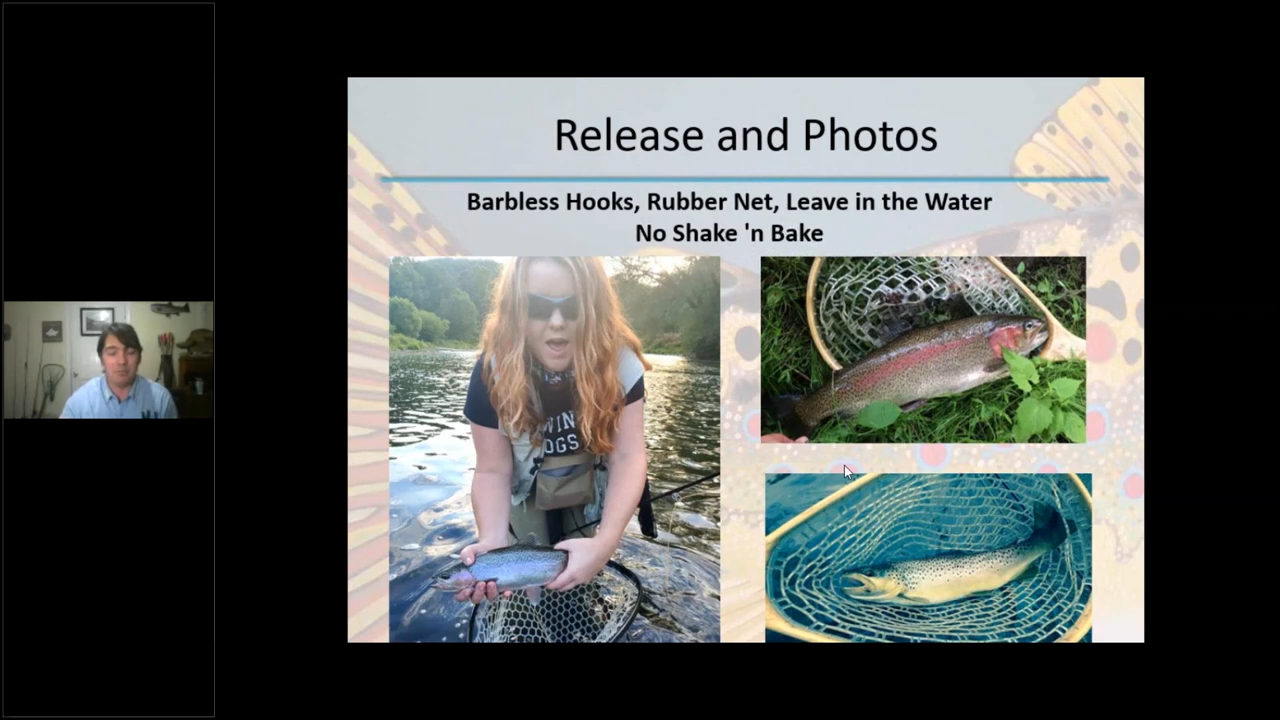 Release and Photos
Barbless Hooks, Rubber Net, Leave in the Water
No Shake 'n Bake